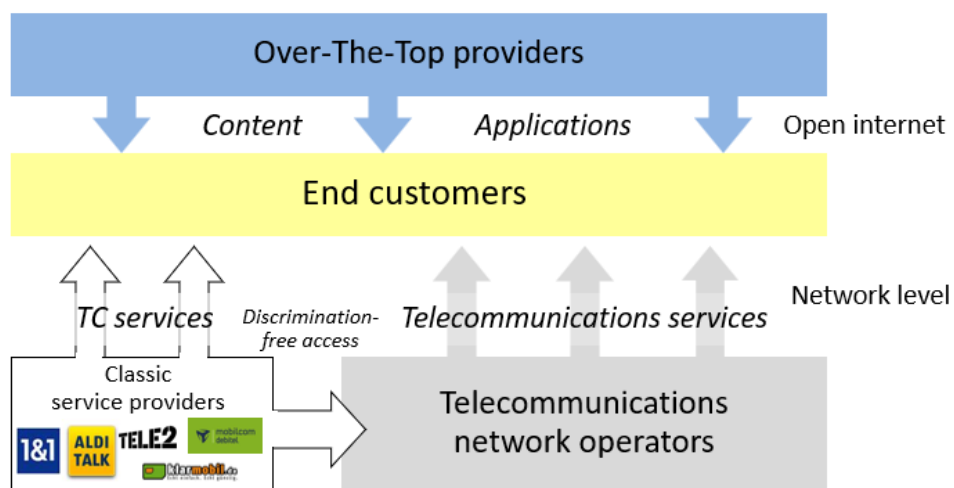 Over-The-Top providers
Content
Applications
Open internet
End customers
TC services
Discrimination-
free access
Telecommunications services
Network level
Classic
service providers
1&1
ALDI
TALK
TELE2
mobilcom
debitel
klarmobil.de
Telecommunications
network operators